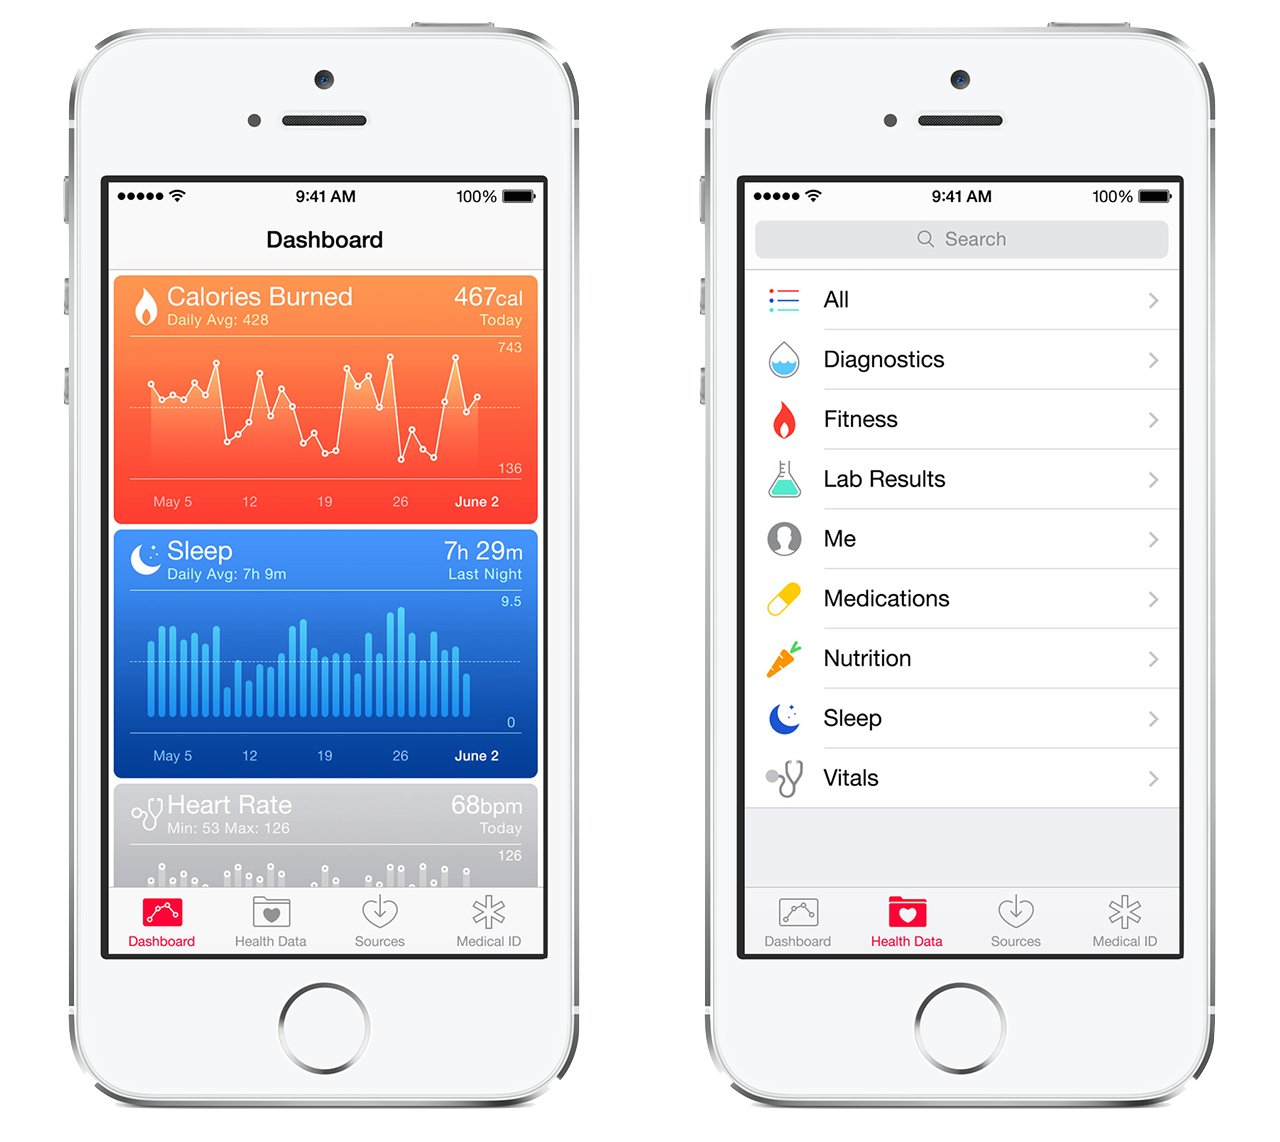 9:41 AM 100%
Dashboard
Calories Burned 467cal
Daily Avg: 428 Today
743
136
May 5 12 19 26 June 2
Sleep 7h 29m
Daily Avg: 7h 9m Last Night
9.5
0
May 5 12 19 26 June 2
Heart Rate 68bpm
Min: 53 Max: 126 Today
126
Dashboard Health Data Sources Medical ID
9:41 AM 100%
Search
All
Diagnostics
Fitness
Lab Results
Me
Medications
Nutrition
Sleep
Vitals
Dashboard Health Data Sources Medical ID